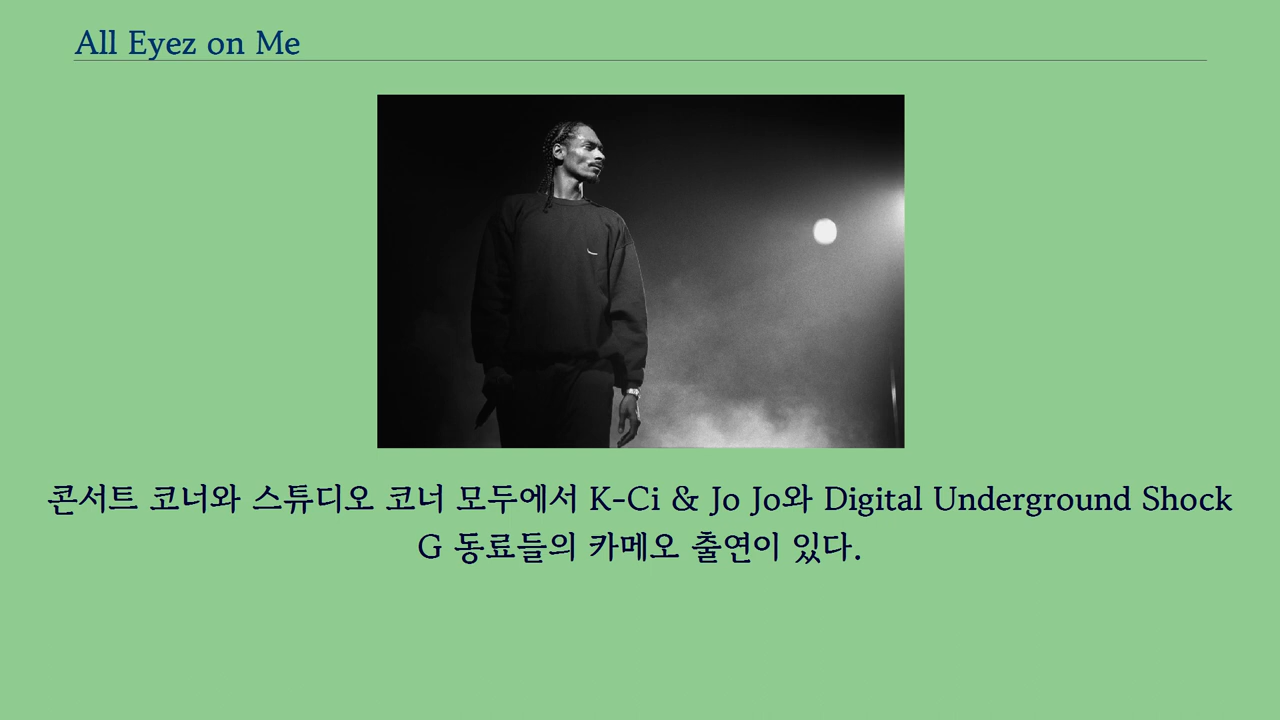 All Eyez on Me
콘서트 코너와 스튜디오 코너 모두에서 K-Ci & Jo Jo와 Digital Underground Shock
G 동료들의 카메오 출연이 있다.